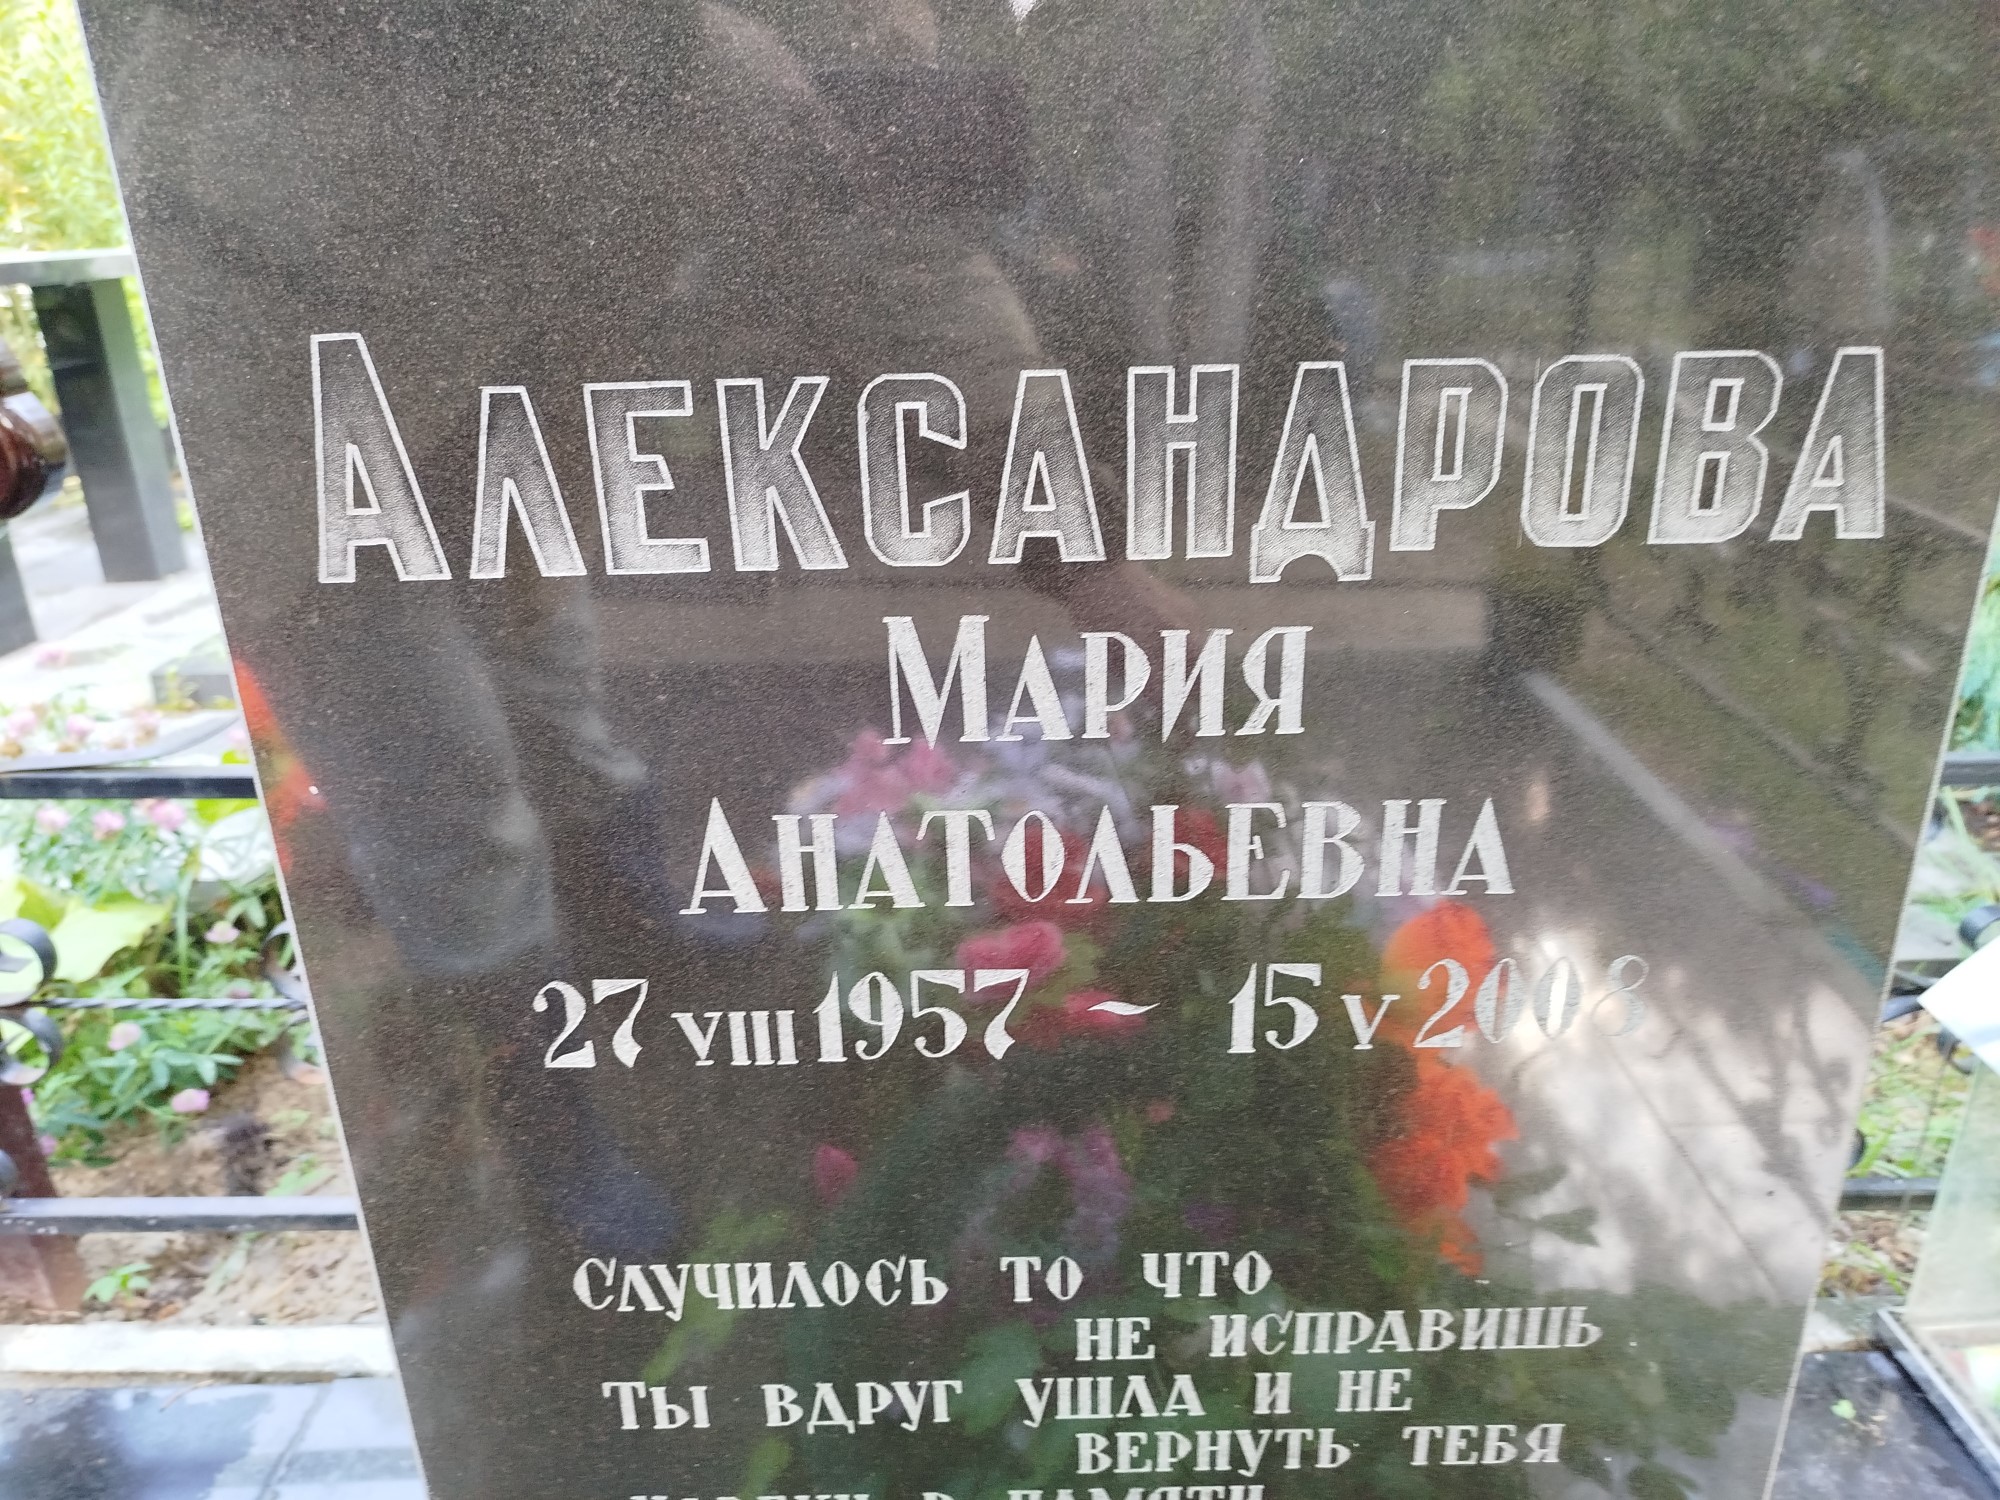 Александрова
Мария
Анатольевна
27 VIII 1957 ~ 15 V 2008
Случилось то что
не исправишь
Ты вдруг ушла и не
вернуть тебя
в памяти